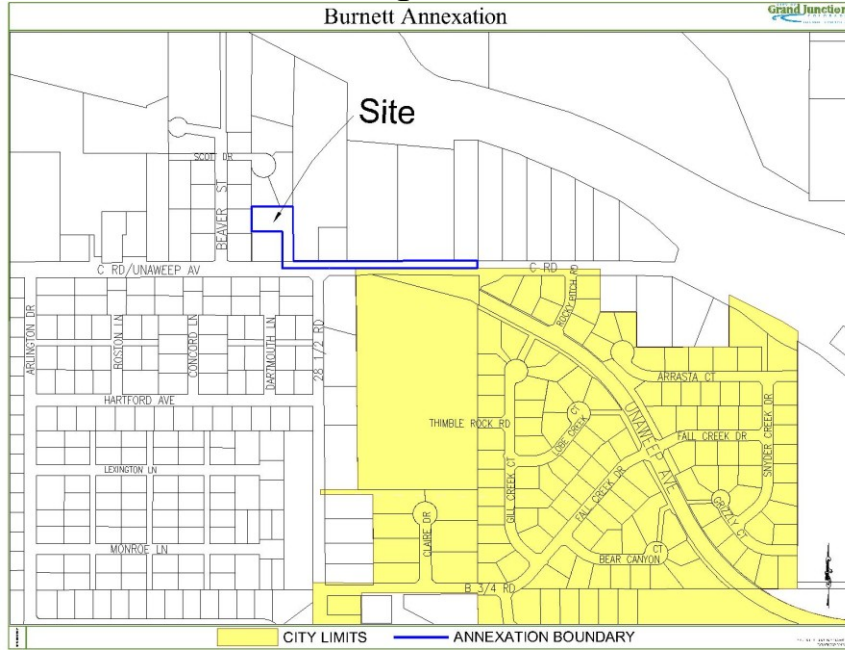 Burnett Annexation
Grand Junction
Site
SCOTT DR
BEAVER ST
C RD/UNAWEEP AV
C RD
ROCKY PITCH RD
ARLINGTON DR
BOSTON LN
CONCORD LN
DARTMOUTH LN
28 1/2 RD
ARRASTA CT
HARTFORD AVE
THIMBLE ROCK RD
LOBE CREEK
CT
UNAWEEP AVE
FALL CREEK DR
SNYDER CREEK DR
LEXINGTON LN
GILL CREEK CT
FALL CREEK DR
GRIZZLY CT
CLAIRE DR
MONROE LN
BEAR CANYON
CT
B 3/4 RD
CITY LIMITS
ANNEXATION BOUNDARY